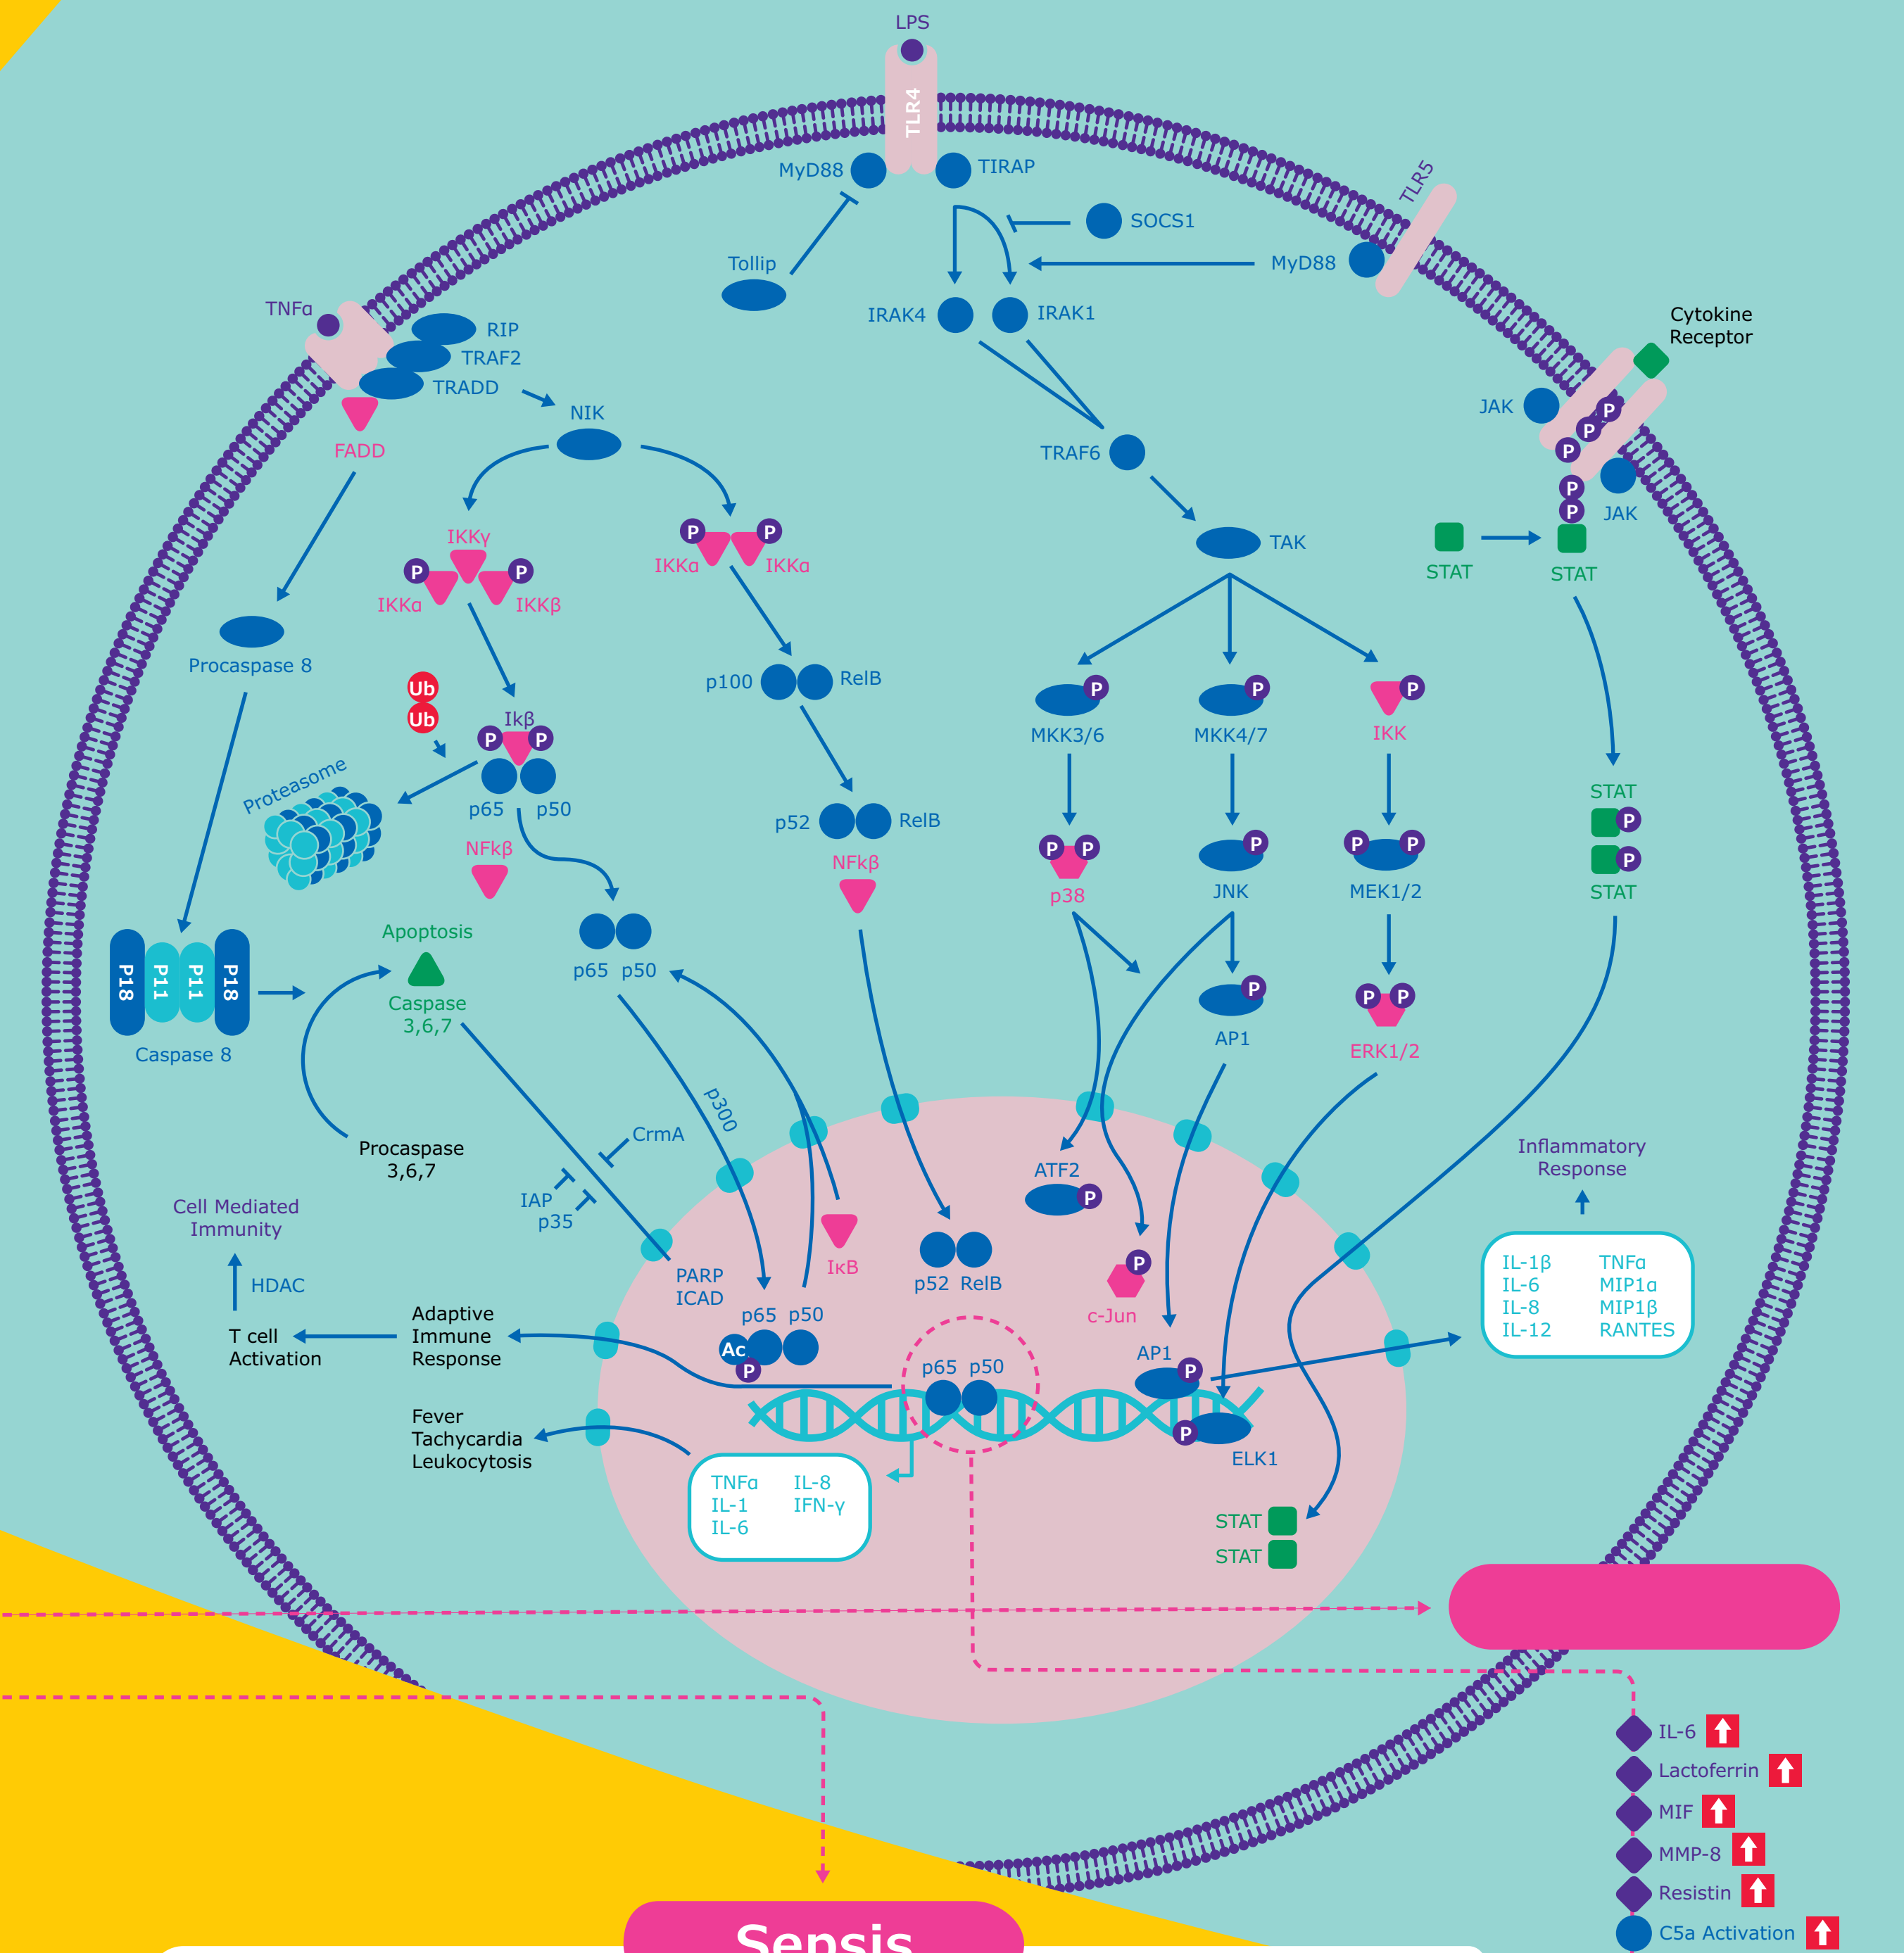 LPS
TLR4
MyD88
TIRAP
TLR5
SOCS1
Tollip
MyD88
IRAK4
IRAK1
TNFα
RIP
TRAF2
TRADD
FADD
NIK
Cytokine
Receptor
JAK
P
P
P
P
P
JAK
TRAF6
TAK
STAT
STAT
IKKγ
P
P
IKKα
IKKβ
P
P
IKKα
IKKα
Procaspase 8
p100
RelB
Ub
Ub
Ikβ
P
P
p65
p50
Proteasome
NFkβ
P
MKK3/6
P
MKK4/7
P
IKK
p52
RelB
NFkβ
P
P
p38
P
JNK
P
P
MEK1/2
STAT
P
P
STAT
P18
P11
P11
P18
Caspase 8
Apoptosis
Caspase
3,6,7
p65
p50
P
AP1
P
P
ERK1/2
p300
Procaspase
3,6,7
CrmA
IAP
p35
Cell Mediated
Immunity
HDAC
T cell
Activation
Adaptive
Immune
Response
Fever
Tachycardia
Leukocytosis
PARP
ICAD
IκB
p65
p50
Ac
P
p52
RelB
ATF2
P
P
c-Jun
p65
p50
AP1
P
P
ELK1
Inflammatory
Response
IL-1β TNFα
IL-6 MIP1α
IL-8 MIP1β
IL-12 RANTES
TNFα IL-8
IL-1 IFN-γ
IL-6
STAT
STAT
IL-6
Lactoferrin
MIF
MMP-8
Resistin
C5a Activation
Sepsis